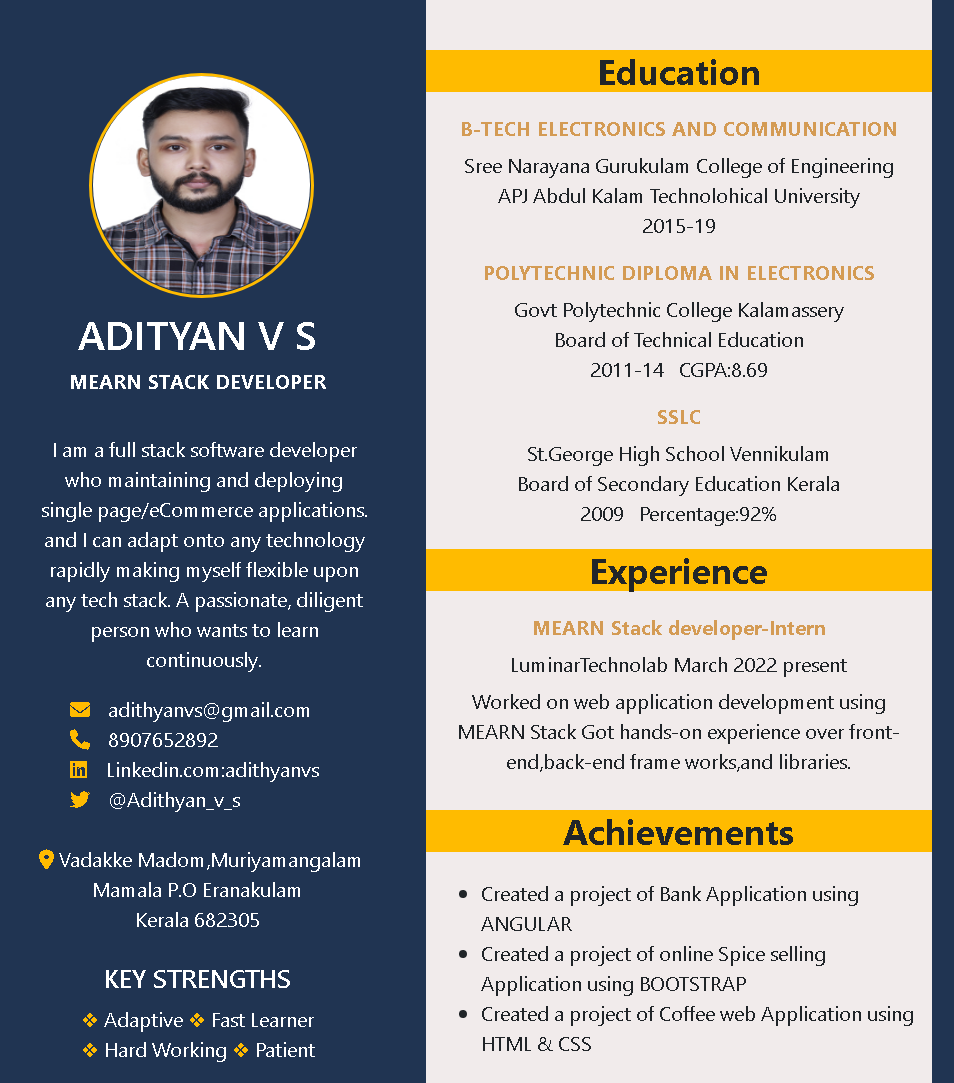 ADITYAN V S
MEARN STACK DEVELOPER
I am a full stack software developer
who maintaining and deploying
single page/eCommerce applications.
and I can adapt onto any technology
rapidly making myself flexible upon
any tech stack. A passionate, diligent
person who wants to learn
continuously.
adithyanvs@gmail.com
8907652892
Linkedin.com:adithyanvs
@Adithyan_v_s
Vadakke Madom,Muriyamangalam
Mamala P.O Eranakulam
Kerala 682305
KEY STRENGTHS
❖ Adaptive ❖ Fast Learner
❖ Hard Working ❖ Patient
Education
B-TECH ELECTRONICS AND COMMUNICATION
Sree Narayana Gurukulam College of Engineering
APJ Abdul Kalam Technolohical University
2015-19
POLYTECHNIC DIPLOMA IN ELECTRONICS
Govt Polytechnic College Kalamassery
Board of Technical Education
2011-14 CGPA:8.69
SSLC
St.George High School Vennikulam
Board of Secondary Education Kerala
2009 Percentage:92%
Experience
MEARN Stack developer-Intern
LuminarTechnolab March 2022 present
Worked on web application development using
MEARN Stack Got hands-on experience over front-
end,back-end frame works,and libraries.
Achievements
• Created a project of Bank Application using
ANGULAR
• Created a project of online Spice selling
Application using BOOTSTRAP
• Created a project of Coffee web Application using
HTML & CSS